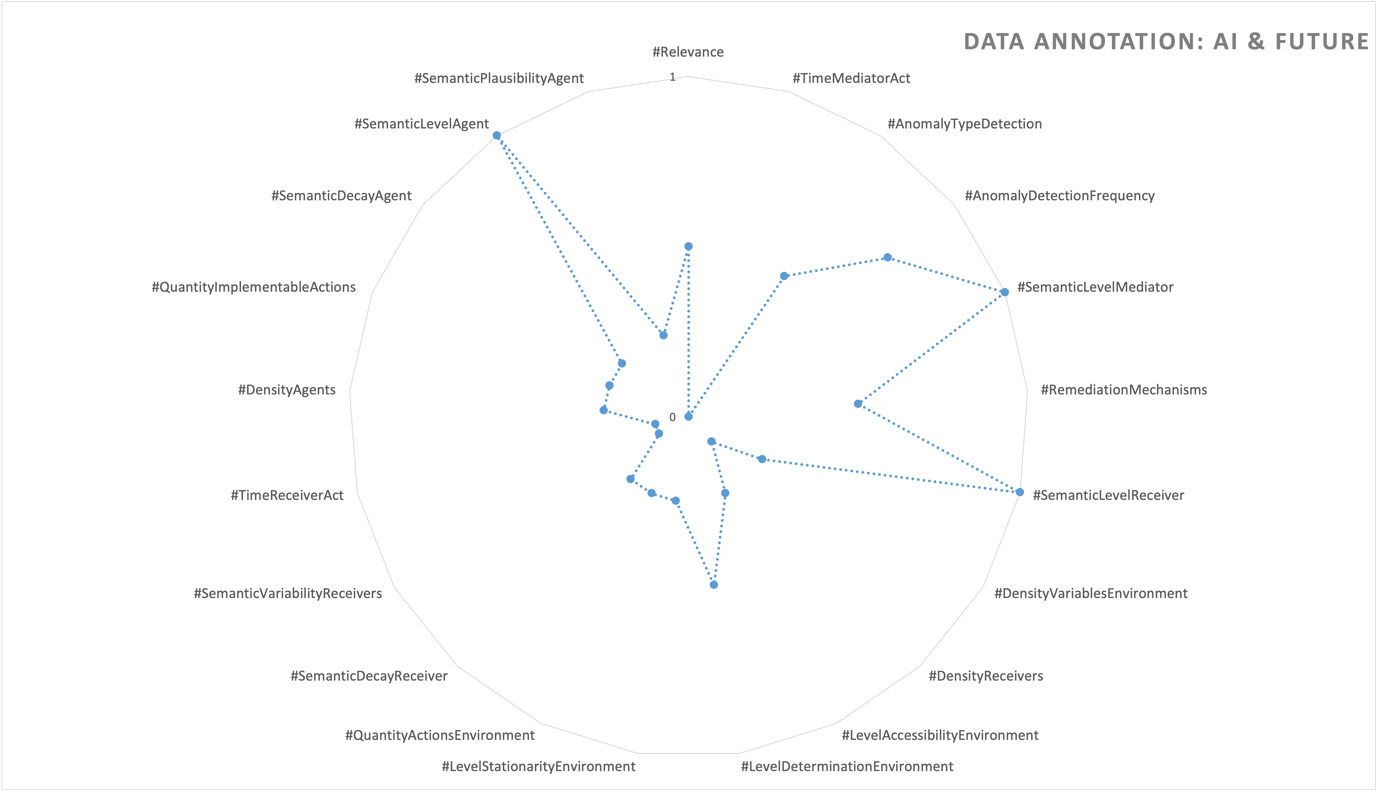 DATA ANNOTATION: AI & FUTURE
#Relevance
1
#SemanticPlausibilityAgent
#TimeMediatorAct
#SemanticLevelAgent
#AnomalyTypeDetection
#SemanticDecayAgent
#AnomalyDetectionFrequency
#QuantityImplementableActions
#SemanticLevelMediator
#DensityAgents
#RemediationMechanisms
0
#TimeReceiverAct
#SemanticLevelReceiver
#SemanticVariabilityReceivers
#DensityVariablesEnvironment
#SemanticDecayReceiver
#DensityReceivers
#QuantityActionsEnvironment
#LevelAccessibilityEnvironment
#LevelStationarityEnvironment
#LevelDeterminationEnvironment